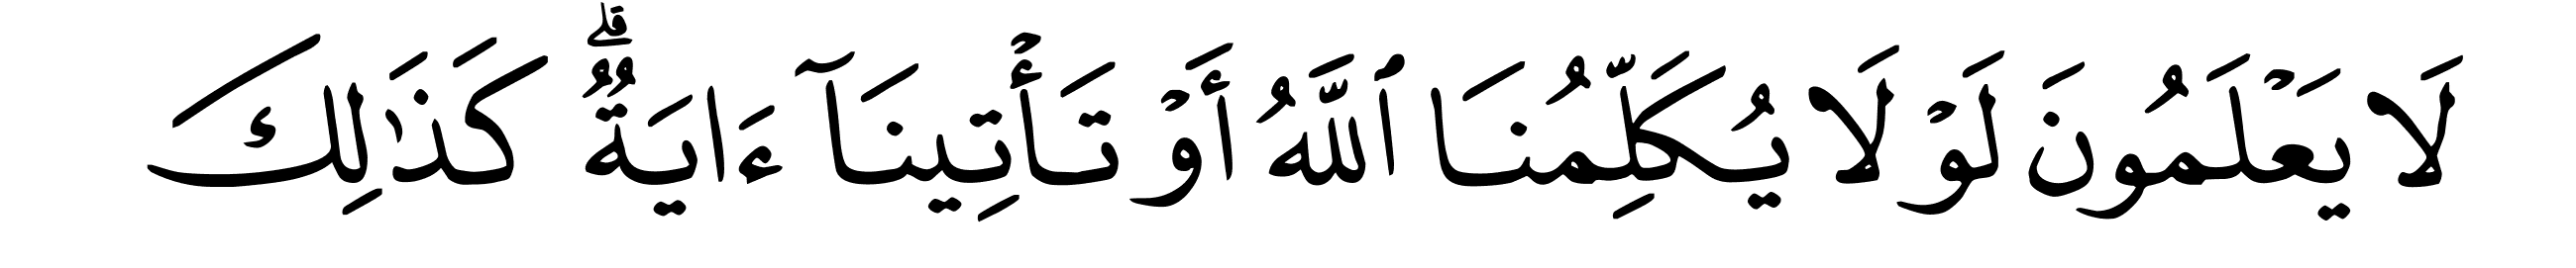 لَا يَعْلَمُونَ لَوْلَا يُكَلِّمُنَا ٱللَّهُ أَوْ تَأْتِينَآ ءَايَةٌۗ كَذَٰلِكَ